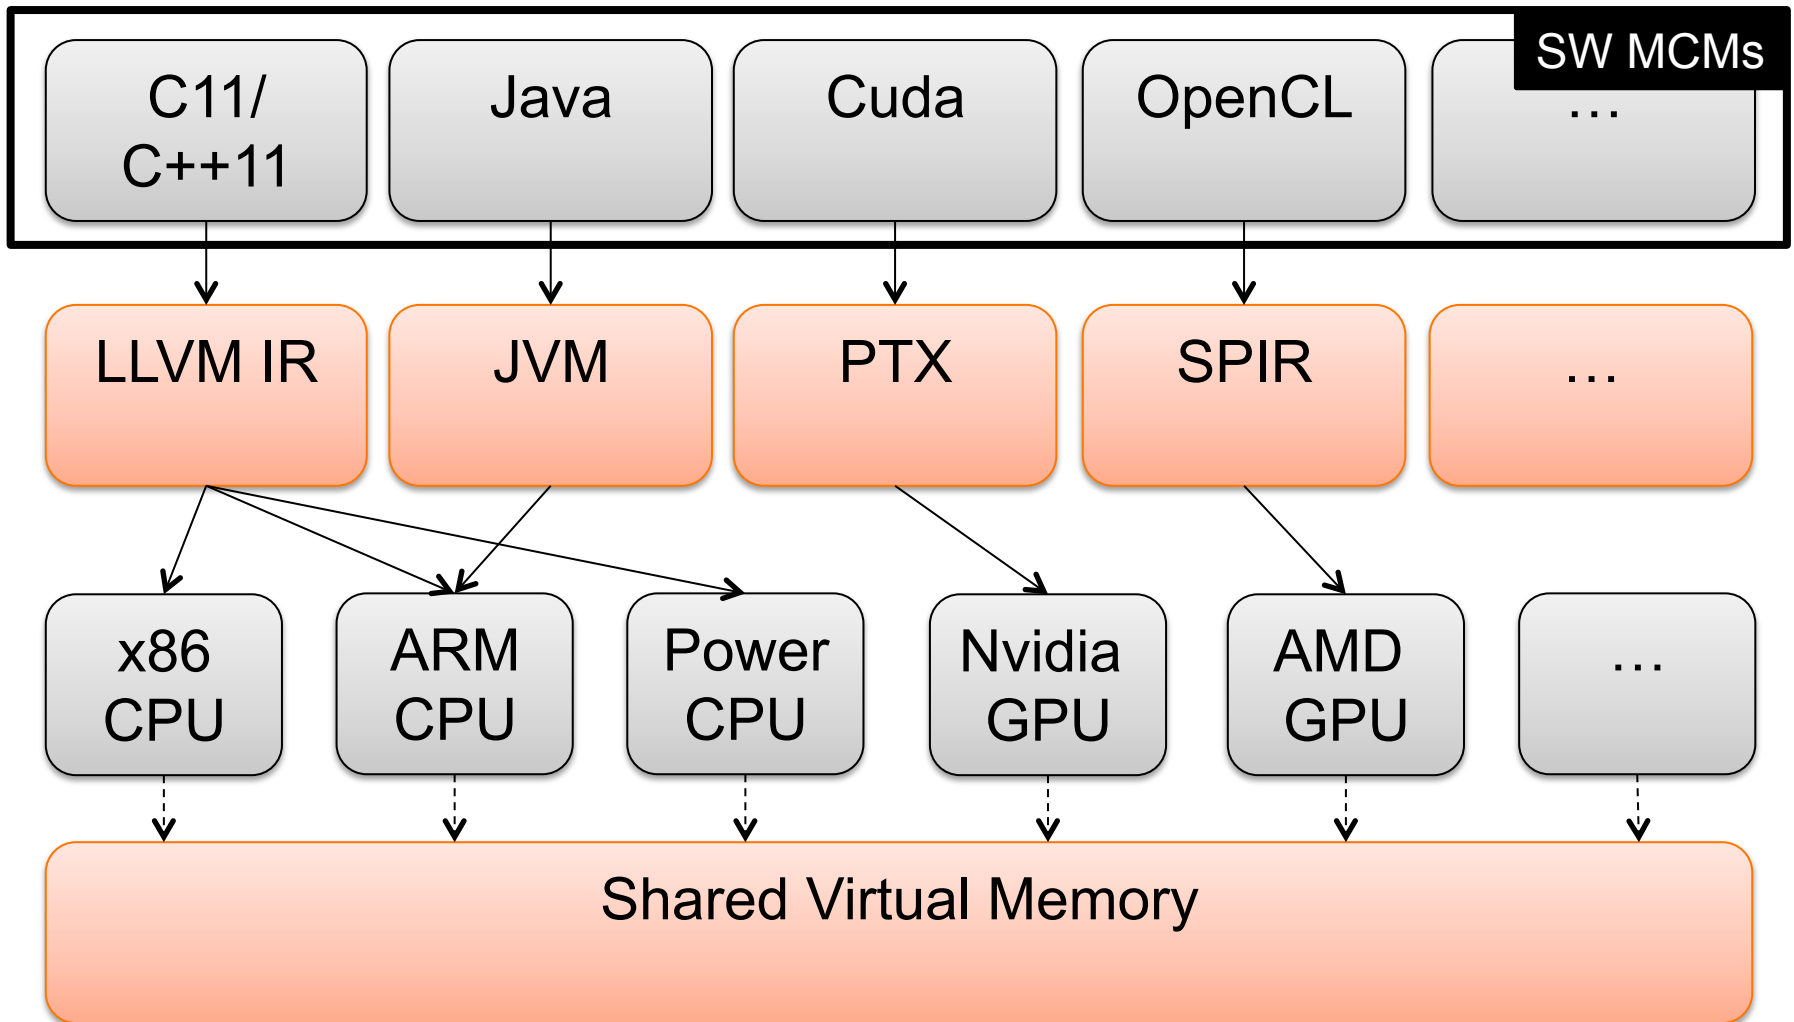 SW MCMs
C11/
C++11
Java
Cuda
OpenCL
…
LLVM IR
JVM
PTX
SPIR
…
x86
CPU
ARM
CPU
Power
CPU
Nvidia
GPU
AMD
GPU
…
Shared Virtual Memory